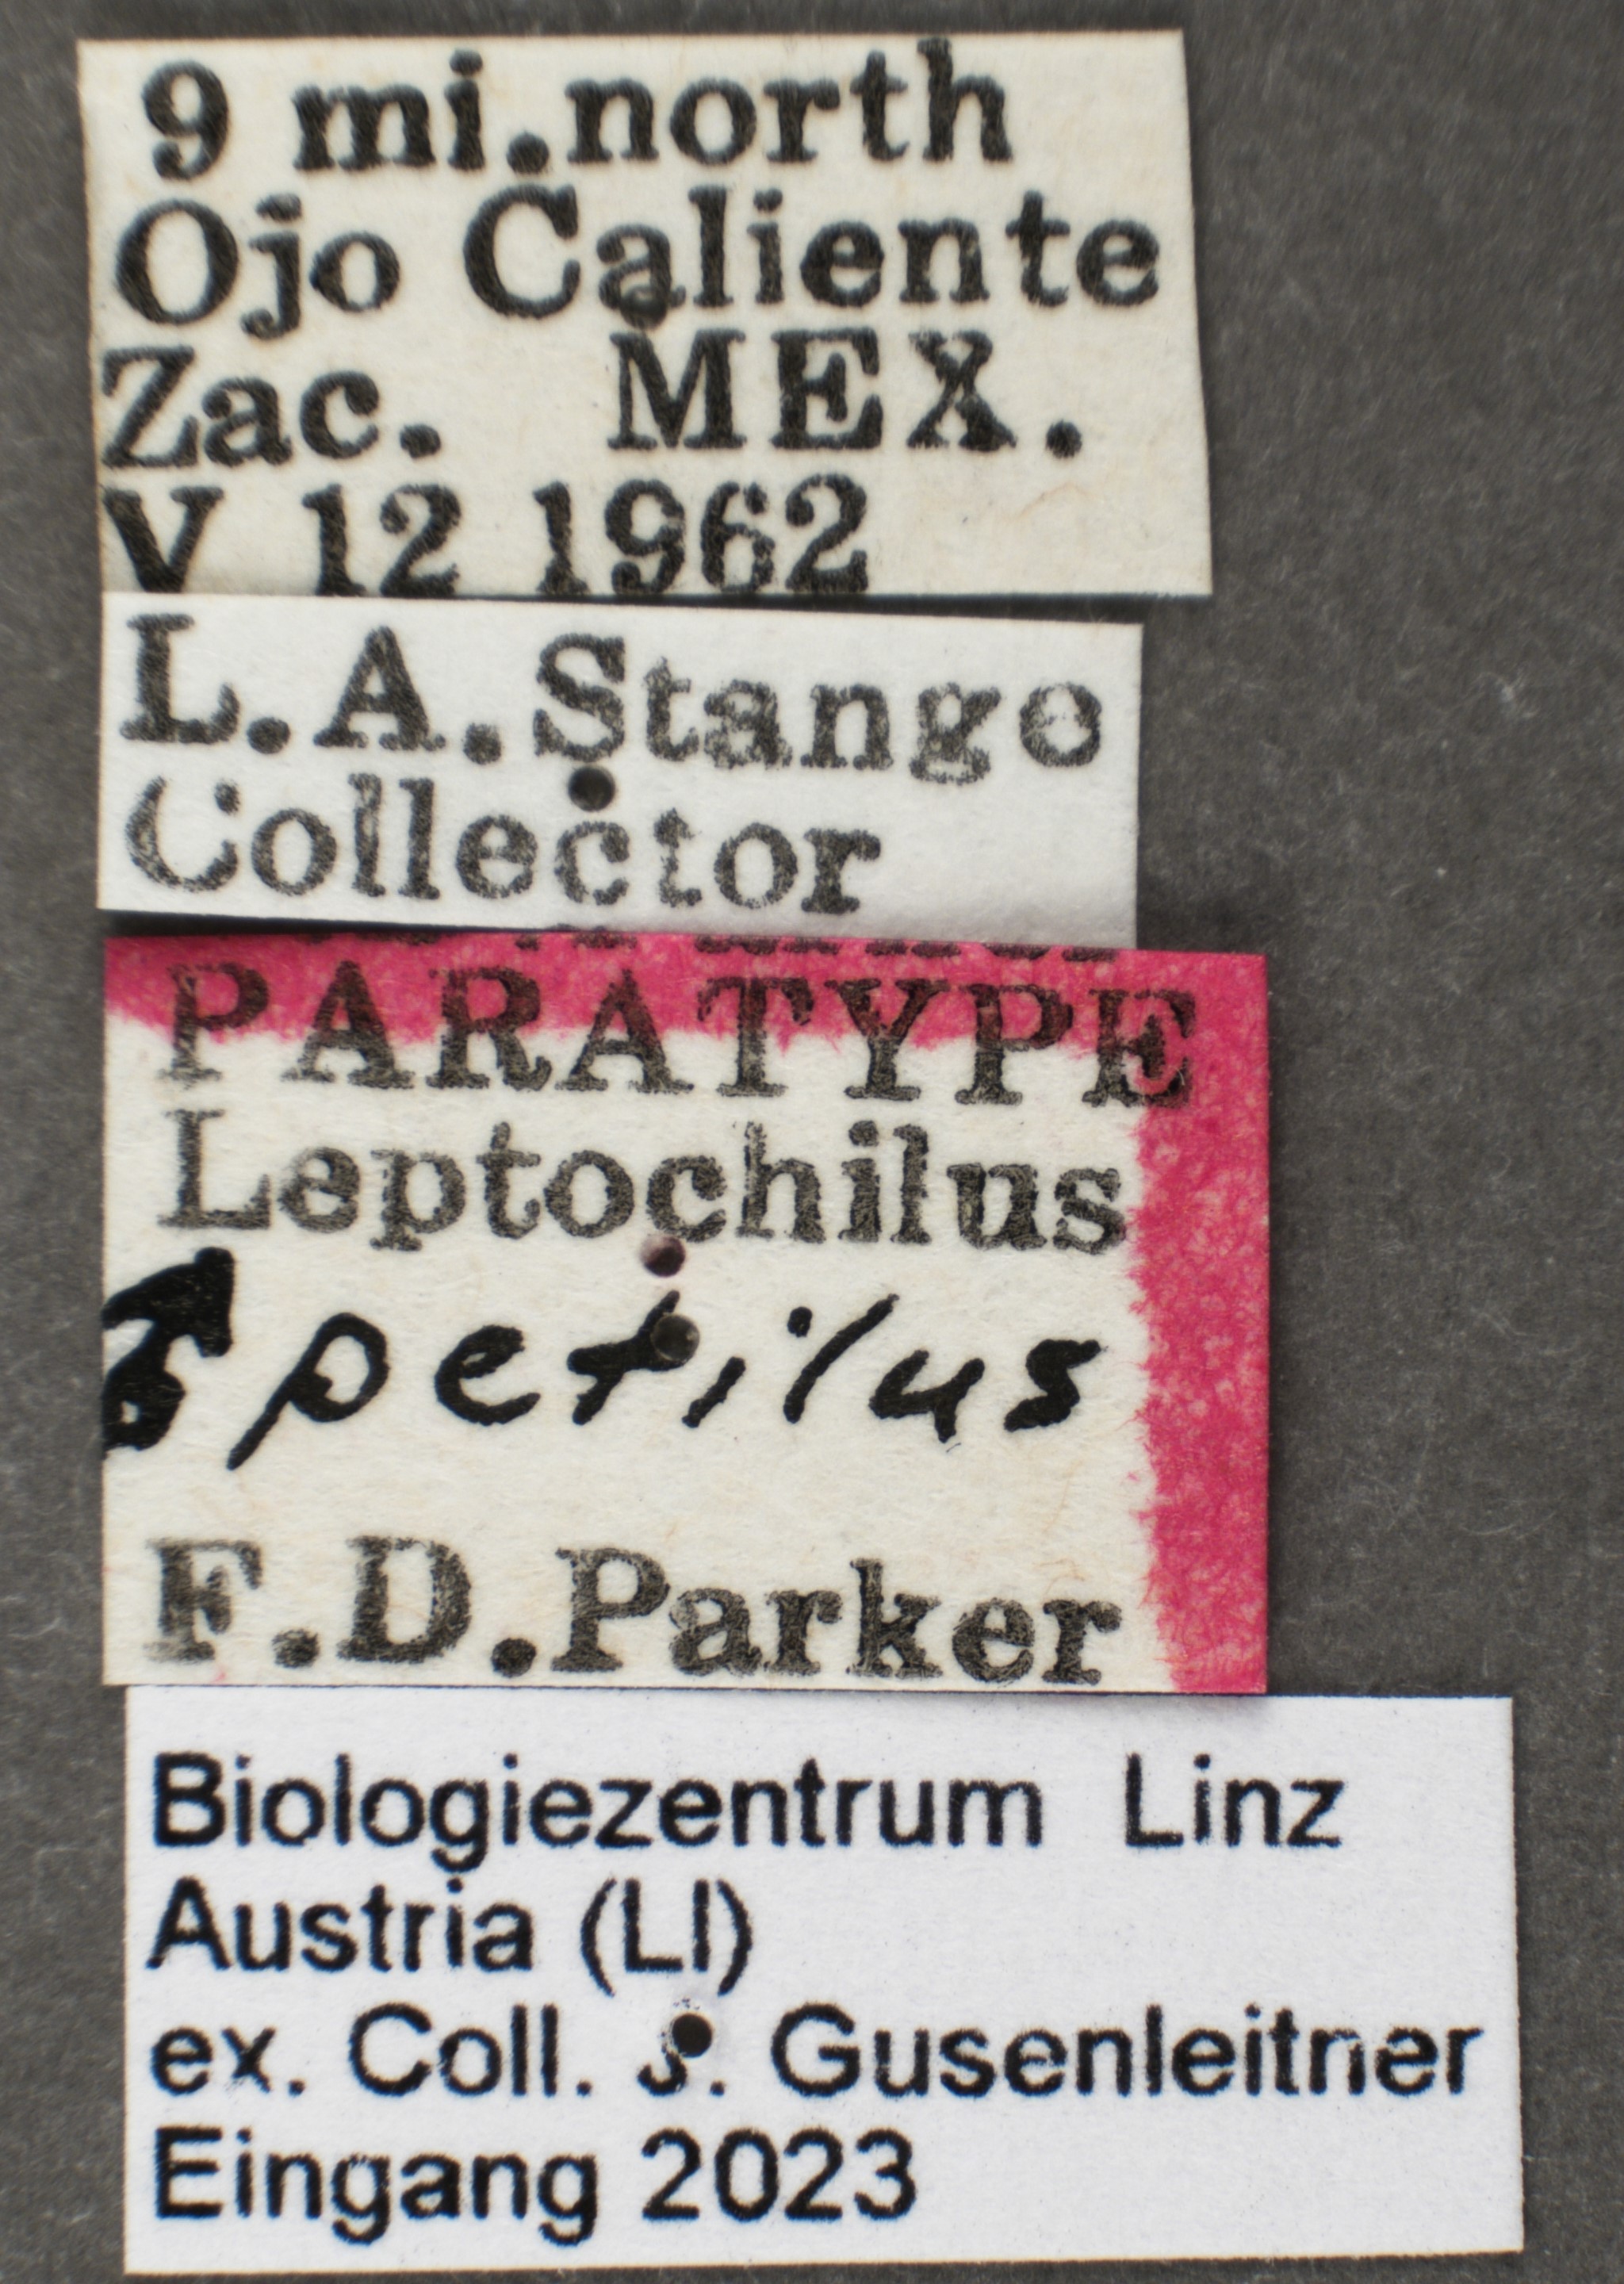 9 mi.north
Ojo Caliente
Zac. MEX.
V 12 1962
L.A.Stange
Collector
PARATYPE
Leptochilus
♂ petilus
F.D.Parker
Biologiezentrum Linz
Austria (LI)
ex. Coll. J. Gusenleitner
Eingang 2023